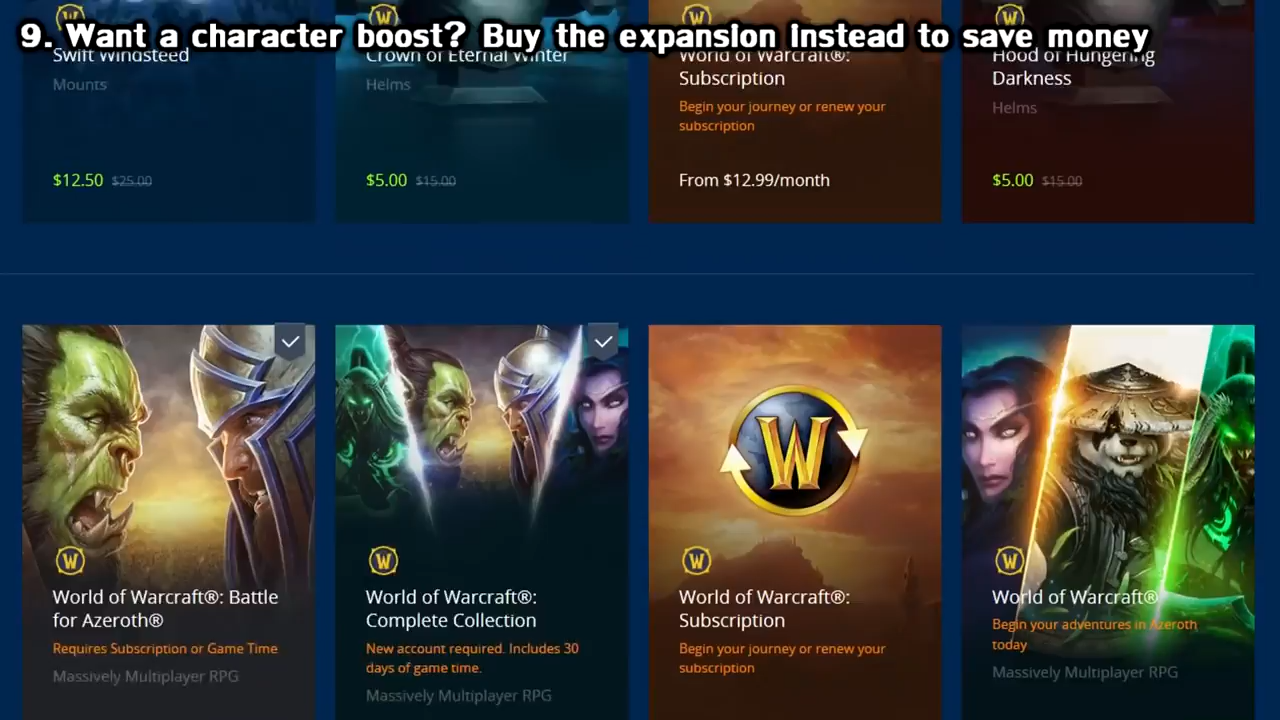 9. Want a character boost? Buy the expansion instead to save money
Swift Windsteed
Mounts
$12.50 $25.00
Crown of Eternal Winter
Helms
$5.00 $15.00
World of Warcraft®:
Subscription
Begin your journey or renew your
subscription
From $12.99/month
Hood of Hungering
Darkness
Helms
$5.00 $15.00
World of Warcraft®: Battle
for Azeroth®
Requires Subscription or Game Time
Massively Multiplayer RPG
World of Warcraft®:
Complete Collection
New account required. Includes 30
days of game time.
Massively Multiplayer RPG
World of Warcraft®:
Subscription
Begin your journey or renew your
subscription
World of Warcraft®
Begin your adventures in Azeroth
today
Massively Multiplayer RPG